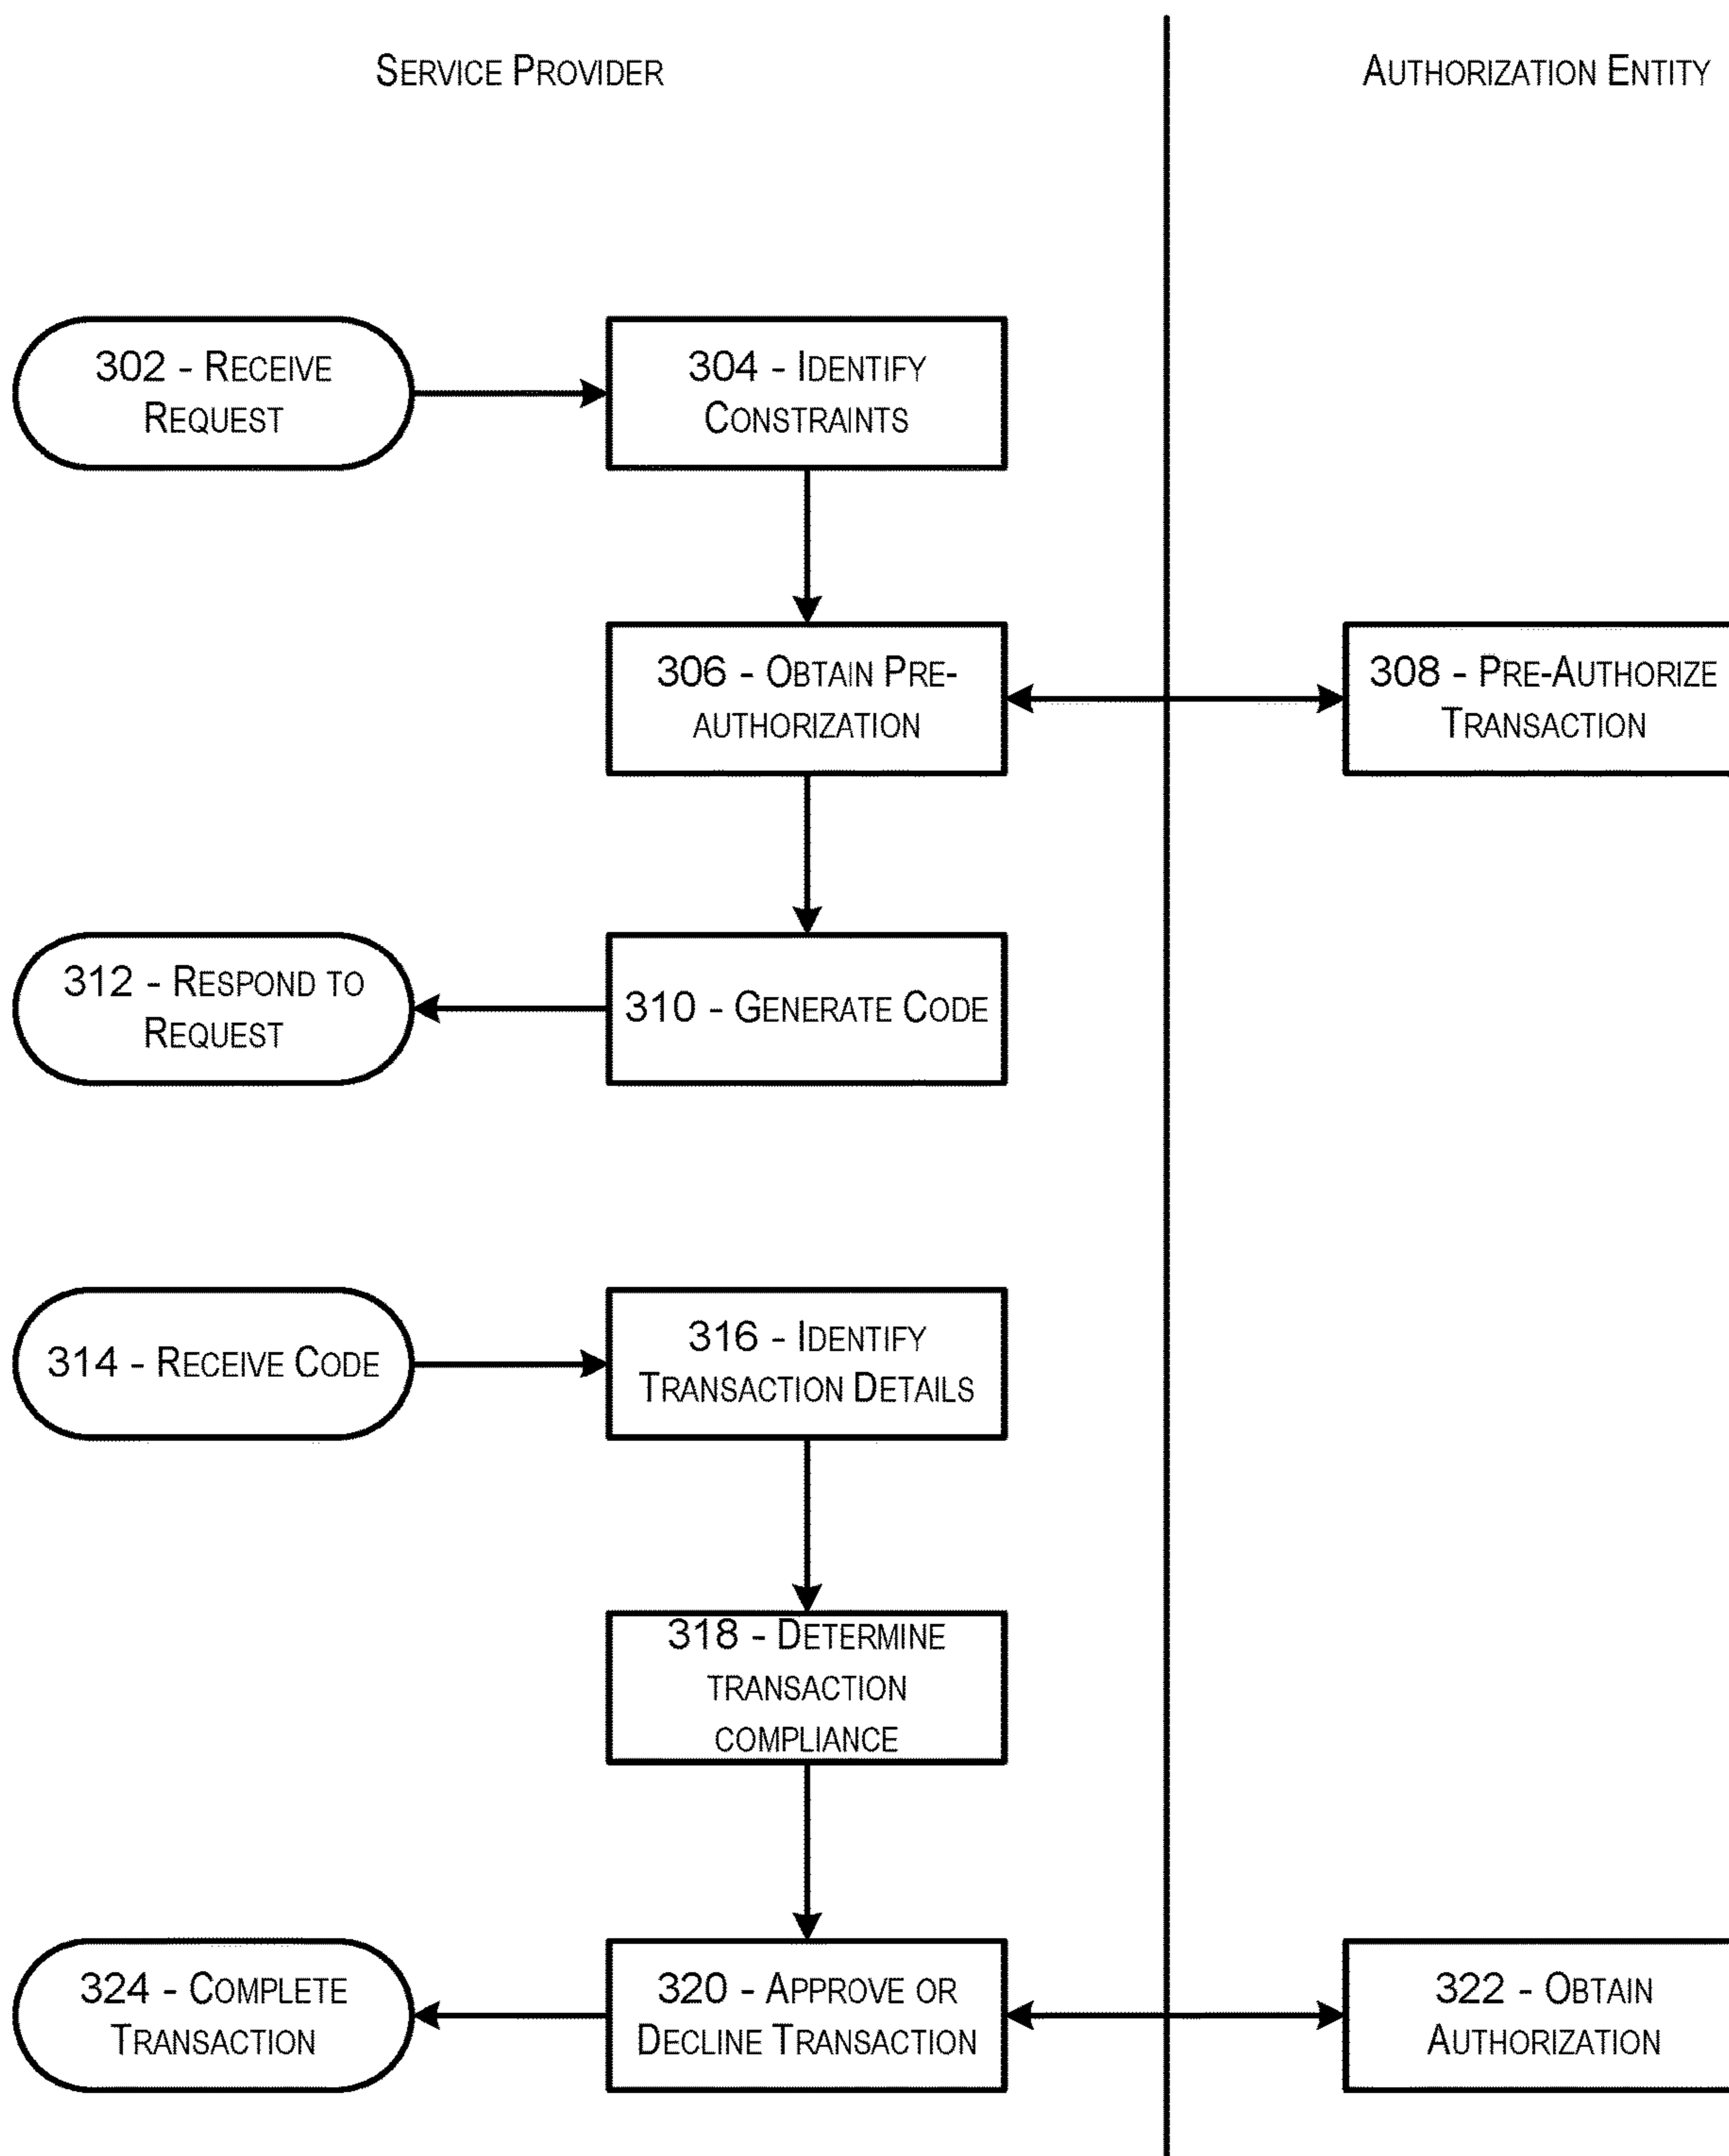 SERVICE PROVIDER
AUTHORIZATION ENTITY
302 - RECEIVE
REQUEST
304 - IDENTIFY
CONSTRAINTS
306 - OBTAIN PRE-
AUTHORIZATION
308 - PRE-AUTHORIZE
TRANSACTION
312 - RESPOND TO
REQUEST
310 - GENERATE CODE
314 - RECEIVE CODE
316 - IDENTIFY
TRANSACTION DETAILS
318 - DETERMINE
TRANSACTION
COMPLIANCE
324 - COMPLETE
TRANSACTION
320 - APPROVE OR
DECLINE TRANSACTION
322 - OBTAIN
AUTHORIZATION